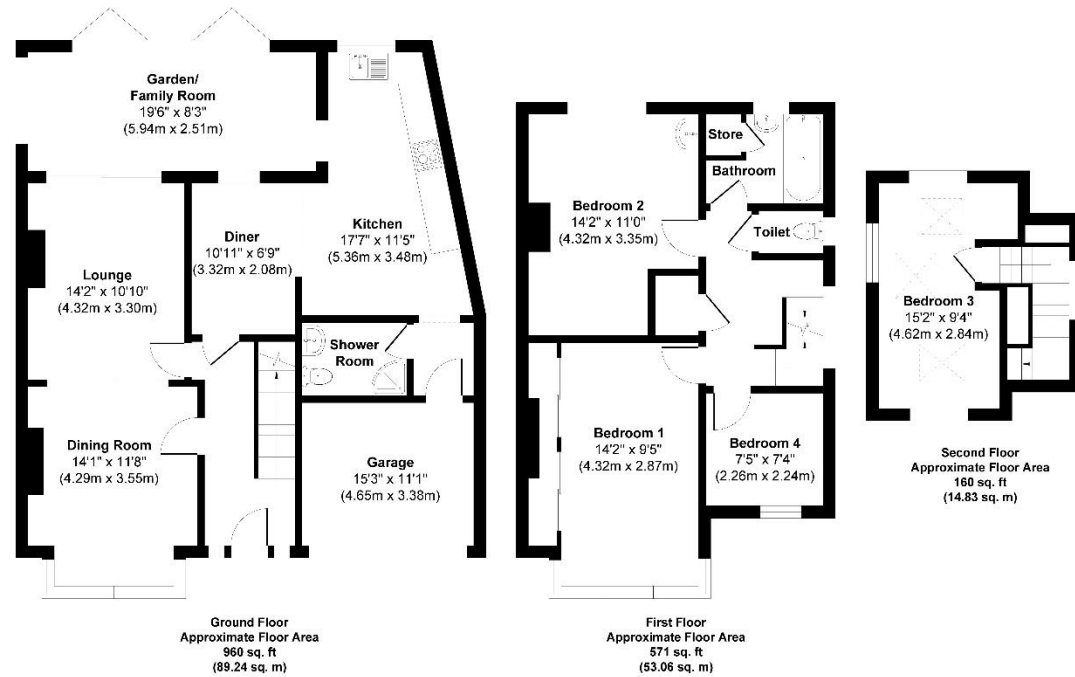 Garden/
Family Room
19'6" x 8'3"
(5.94m x 2.51m)
Kitchen
17'7" x 11'5"
(5.36m x 3.48m)
Diner
10'11" x 6'9"
(3.32m x 2.08m)
Lounge
14'2" x 10'10"
(4.32m x 3.30m)
Shower
Room
Dining Room
14'1" x 11'8"
(4.29m x 3.55m)
Garage
15'3" x 11'1"
(4.65m x 3.38m)
Ground Floor
Approximate Floor Area
960 sq. ft
(89.24 sq. m)
Store
Bathroom
Bedroom 2
14'2" x 11'0"
(4.32m x 3.35m)
Toilet
Bedroom 1
14'2" x 9'5"
(4.32m x 2.87m)
Bedroom 4
7'5" x 7'4"
(2.26m x 2.24m)
First Floor
Approximate Floor Area
571 sq. ft
(53.06 sq. m)
Bedroom 3
15'2" x 9'4"
(4.62m x 2.84m)
Second Floor
Approximate Floor Area
160 sq. ft
(14.83 sq. m)